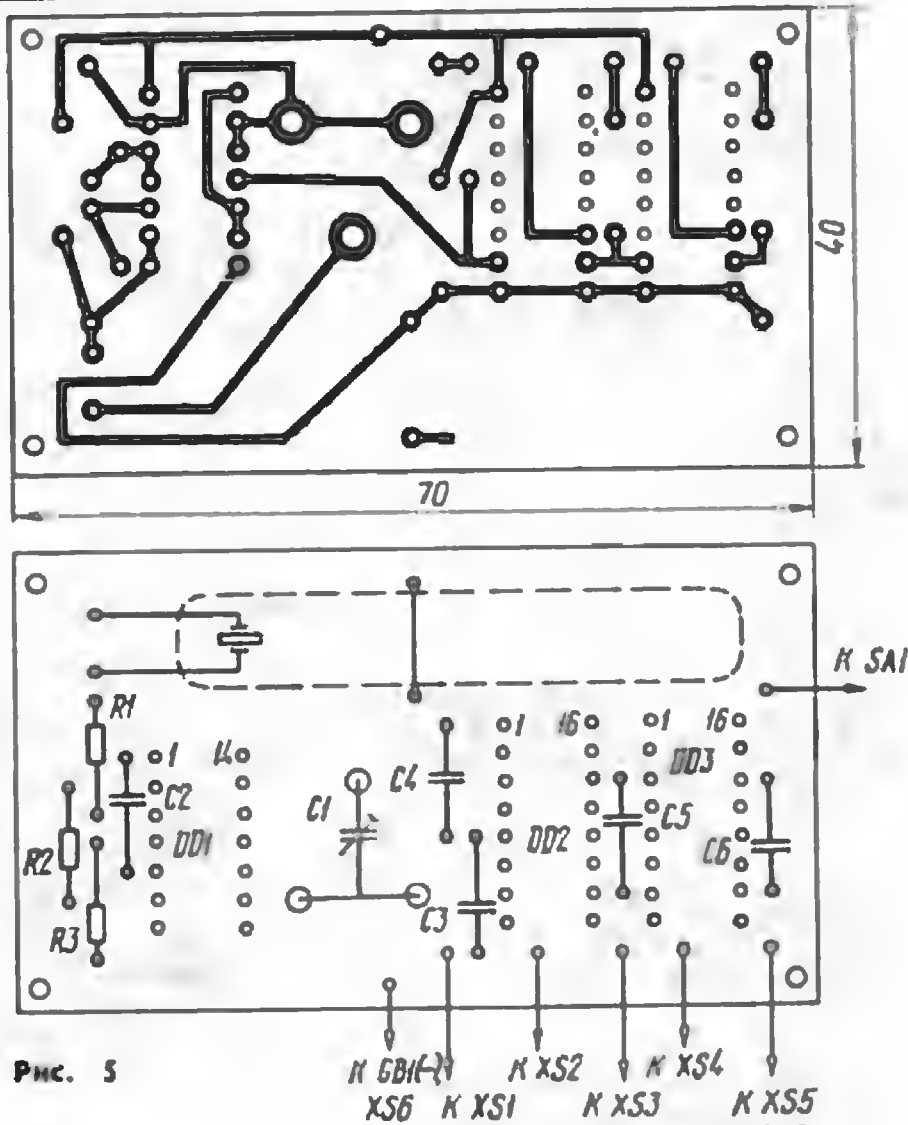 40
70
К SA1
R1
1
14
C4
1
16
1
16
DD3
C2
C1
C5
R2
DD1
DD2
C6
R3
C3
Рис. 5
К GB1(-)
К XS2
К XS4
XS6
К XS1
К XS3
К XS5